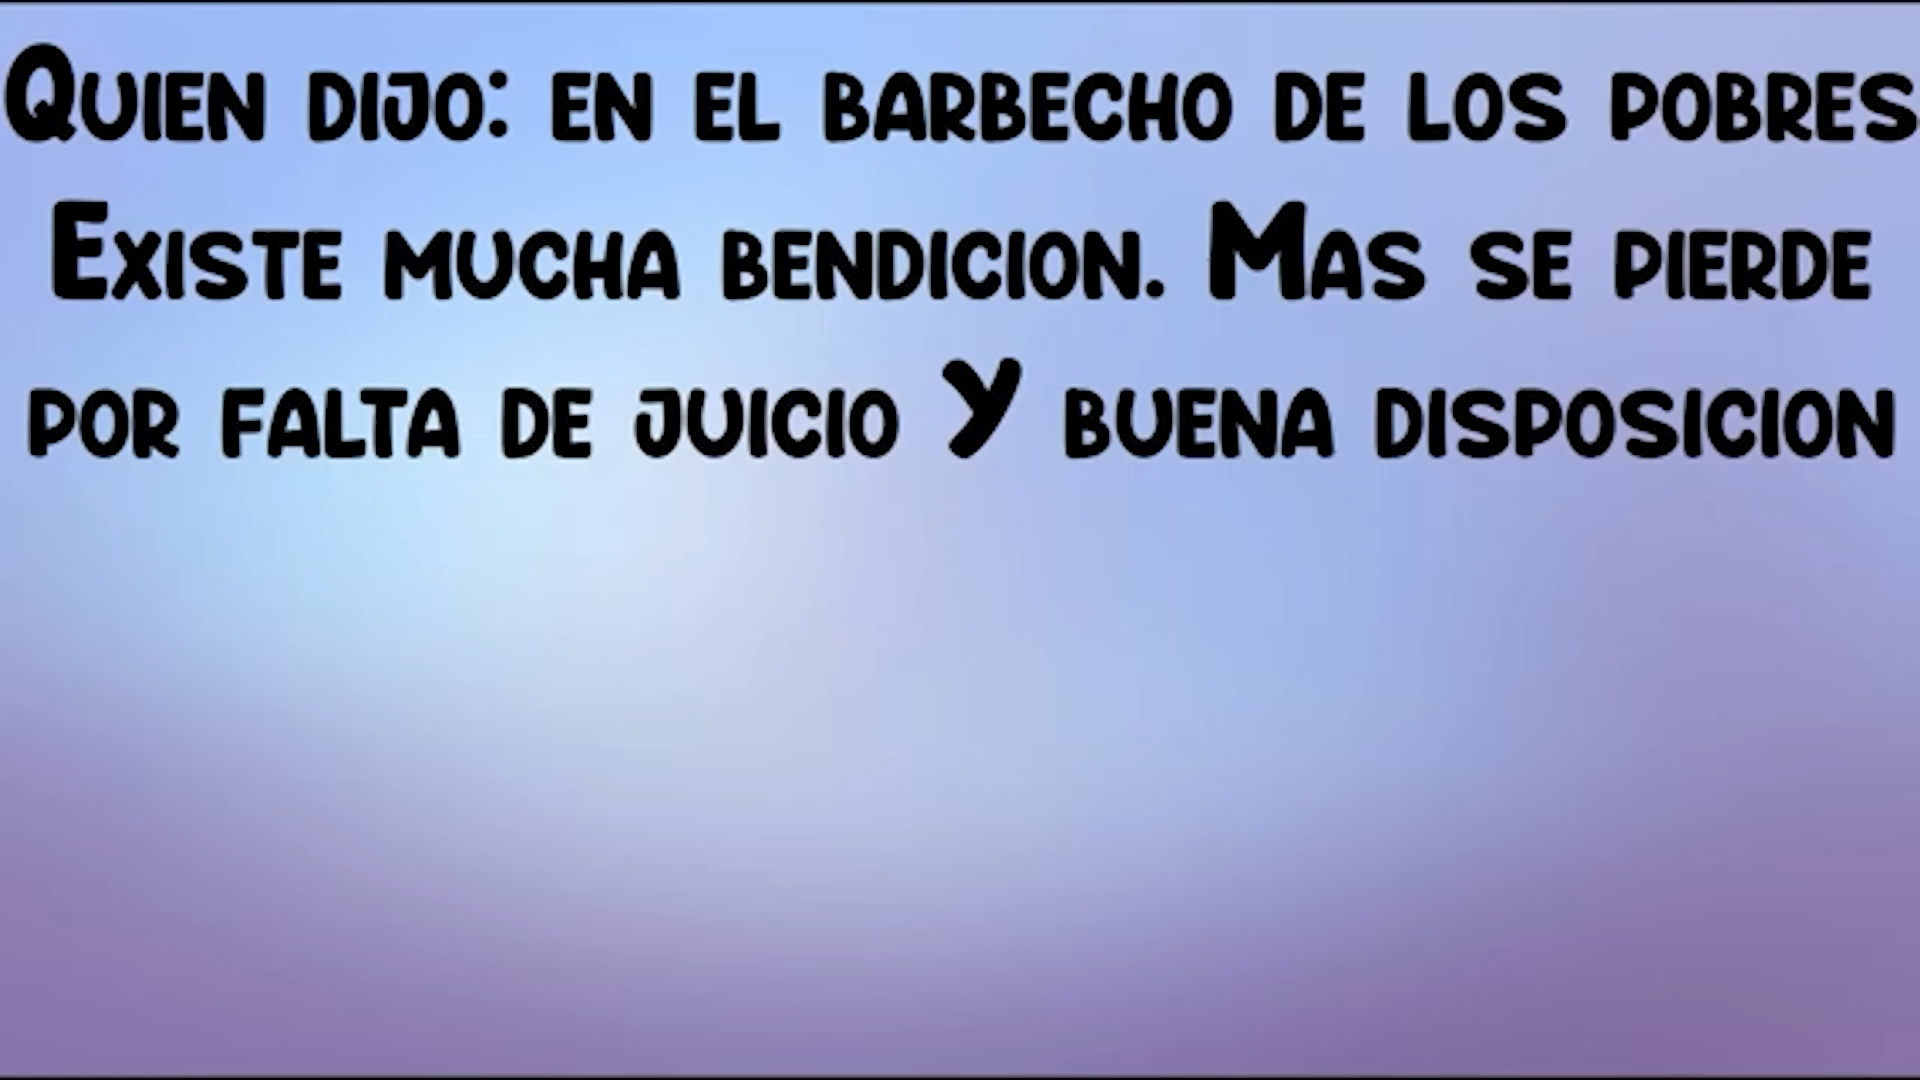 Quien dijo: en el barbecho de los pobres
Existe mucha bendicion. Mas se pierde
por falta de juicio Y buena disposicion